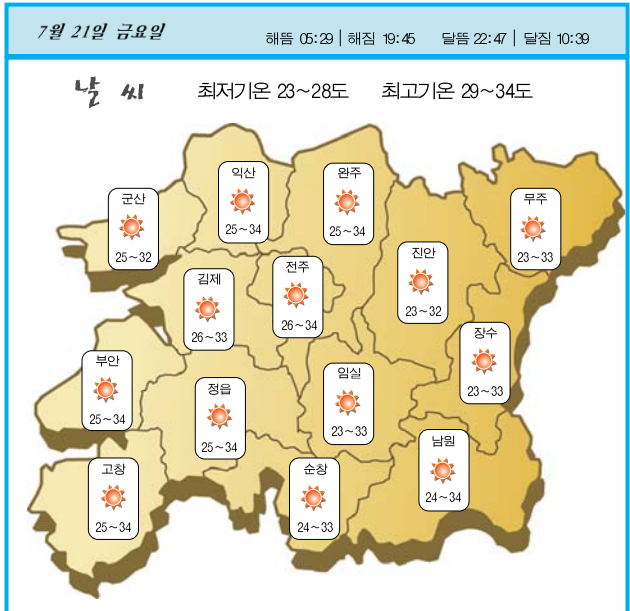 7월 21일 금요일
해뜸 05:29 | 해짐 19:45 달뜸 22:47 | 달짐 10:39
날 씨 최저기온 23~28도 최고기온 29~34도
익산
25~34
완주
25~34
군산
25~32
무주
23~33
진안
23~32
전주
26~34
김제
26~33
장수
23~33
부안
25~34
임실
23~33
정읍
25~34
남원
24~34
고창
25~34
순창
24~33